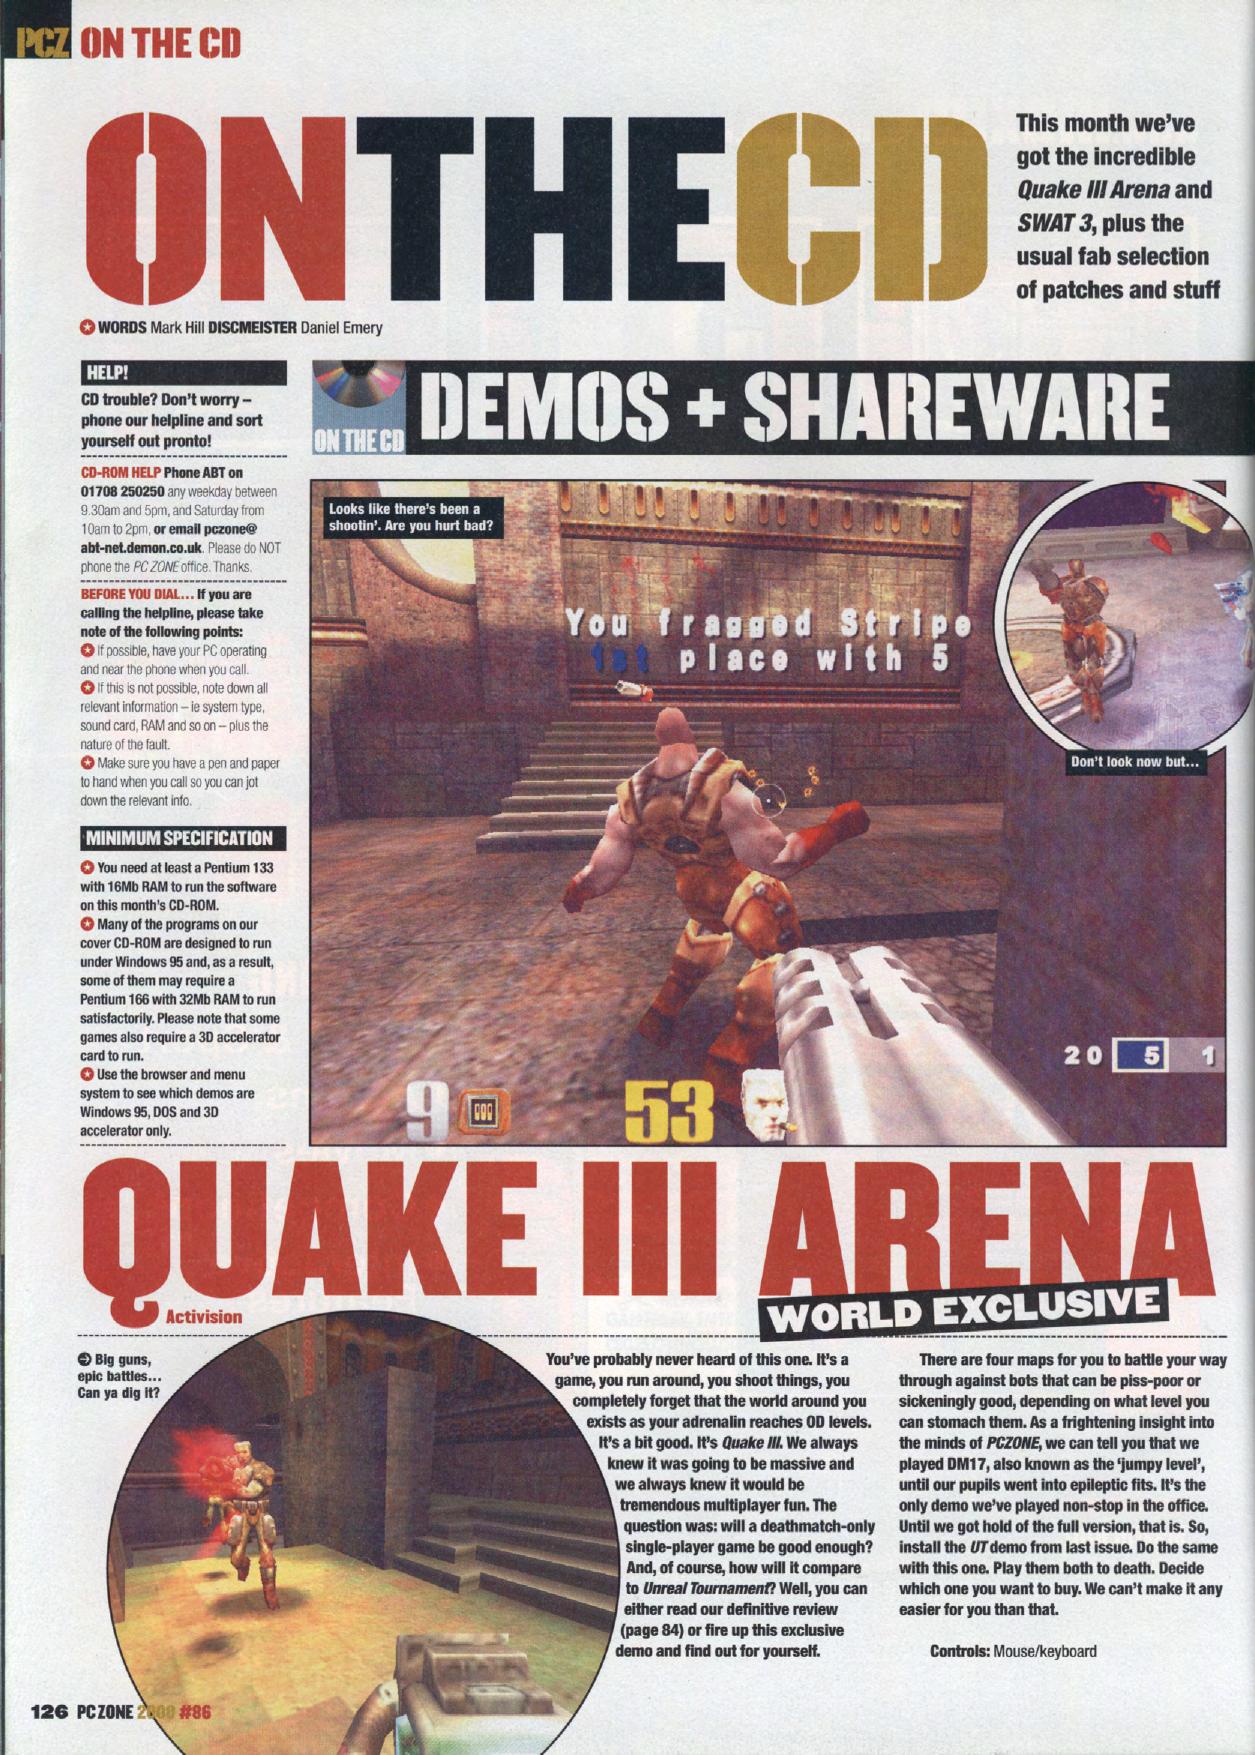 PCZ ON THE CD
ON THE CD
This month we've
got the incredible
Quake III Arena and
SWAT 3, plus the
usual fab selection
of patches and stuff
WORDS Mark Hill DISCMEISTER Daniel Emery
HELP!
CD trouble? Don't worry –
phone our helpline and sort
yourself out pronto!
CD-ROM HELP Phone ABT on
01708 250250 any weekday between
9.30am and 5pm, and Saturday from
10am to 2pm, or email pczone@
abt-net.demon.co.uk. Please do NOT
phone the PC ZONE office. Thanks.
BEFORE YOU DIAL... If you are
calling the helpline, please take
note of the following points:
If possible, have your PC operating
and near the phone when you call.
If this is not possible, note down all
relevant information – ie system type,
sound card, RAM and so on – plus the
nature of the fault.
Make sure you have a pen and paper
to hand when you call so you can jot
down the relevant info.
MINIMUM SPECIFICATION
You need at least a Pentium 133
with 16Mb RAM to run the software
on this month's CD-ROM.
Many of the programs on our
cover CD-ROM are designed to run
under Windows 95 and, as a result,
some of them may require a
Pentium 166 with 32Mb RAM to run
satisfactorily. Please note that some
games also require a 3D accelerator
card to run.
Use the browser and menu
system to see which demos are
Windows 95, DOS and 3D
accelerator only.
ON THE CD
DEMOS + SHAREWARE
Looks like there's been a
shootin'. Are you hurt bad?
You fragged Stripe
1st place with 5
Don't look now but...
20 5 1
9 53
QUAKE III ARENA
Activision
WORLD EXCLUSIVE
Big guns,
epic battles...
Can ya dig it?
You've probably never heard of this one. It's a
game, you run around, you shoot things, you
completely forget that the world around you
exists as your adrenalin reaches OD levels.
It's a bit good. It's Quake III. We always
knew it was going to be massive and
we always knew it would be
tremendous multiplayer fun. The
question was: will a deathmatch-only
single-player game be good enough?
And, of course, how will it compare
to Unreal Tournament? Well, you can
either read our definitive review
(page 84) or fire up this exclusive
demo and find out for yourself.
There are four maps for you to battle your way
through against bots that can be piss-poor or
sickeningly good, depending on what level you
can stomach them. As a frightening insight into
the minds of PCZONE, we can tell you that we
played DM17, also known as the 'jumpy level',
until our pupils went into epileptic fits. It's the
only demo we've played non-stop in the office.
Until we got hold of the full version, that is. So,
install the UT demo from last issue. Do the same
with this one. Play them both to death. Decide
which one you want to buy. We can't make it any
easier for you than that.
Controls: Mouse/keyboard
126 PC ZONE 2000 #86